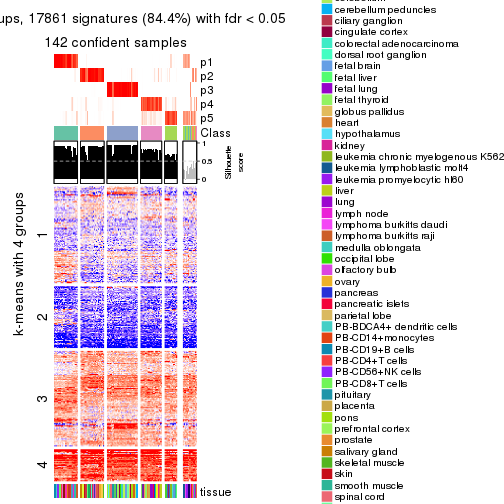 ups, 17861 signatures (84.4%) with fdr < 0.05
142 confident samples
p1
p2
p3
p4
p5
Class
1
0.5
0
Silhouette
score
k-means with 4 groups
1
2
3
4
tissue
cerebellum peduncles
ciliary ganglion
cingulate cortex
colorectal adenocarcinoma
dorsal root ganglion
fetal brain
fetal liver
fetal lung
fetal thyroid
globus pallidus
heart
hypothalamus
kidney
leukemia chronic myelogenous K562
leukemia lymphoblastic molt4
leukemia promyelocytic hl60
liver
lung
lymph node
lymphoma burkitts daudi
lymphoma burkitts raji
medulla oblongata
occipital lobe
olfactory bulb
ovary
pancreas
pancreatic islets
parietal lobe
PB-BDCA4+ dendritic cells
PB-CD14+monocytes
PB-CD19+B cells
PB-CD4+T cells
PB-CD56+NK cells
PB-CD8+T cells
pituitary
placenta
pons
prefrontal cortex
prostate
salivary gland
skeletal muscle
skin
smooth muscle
spinal cord